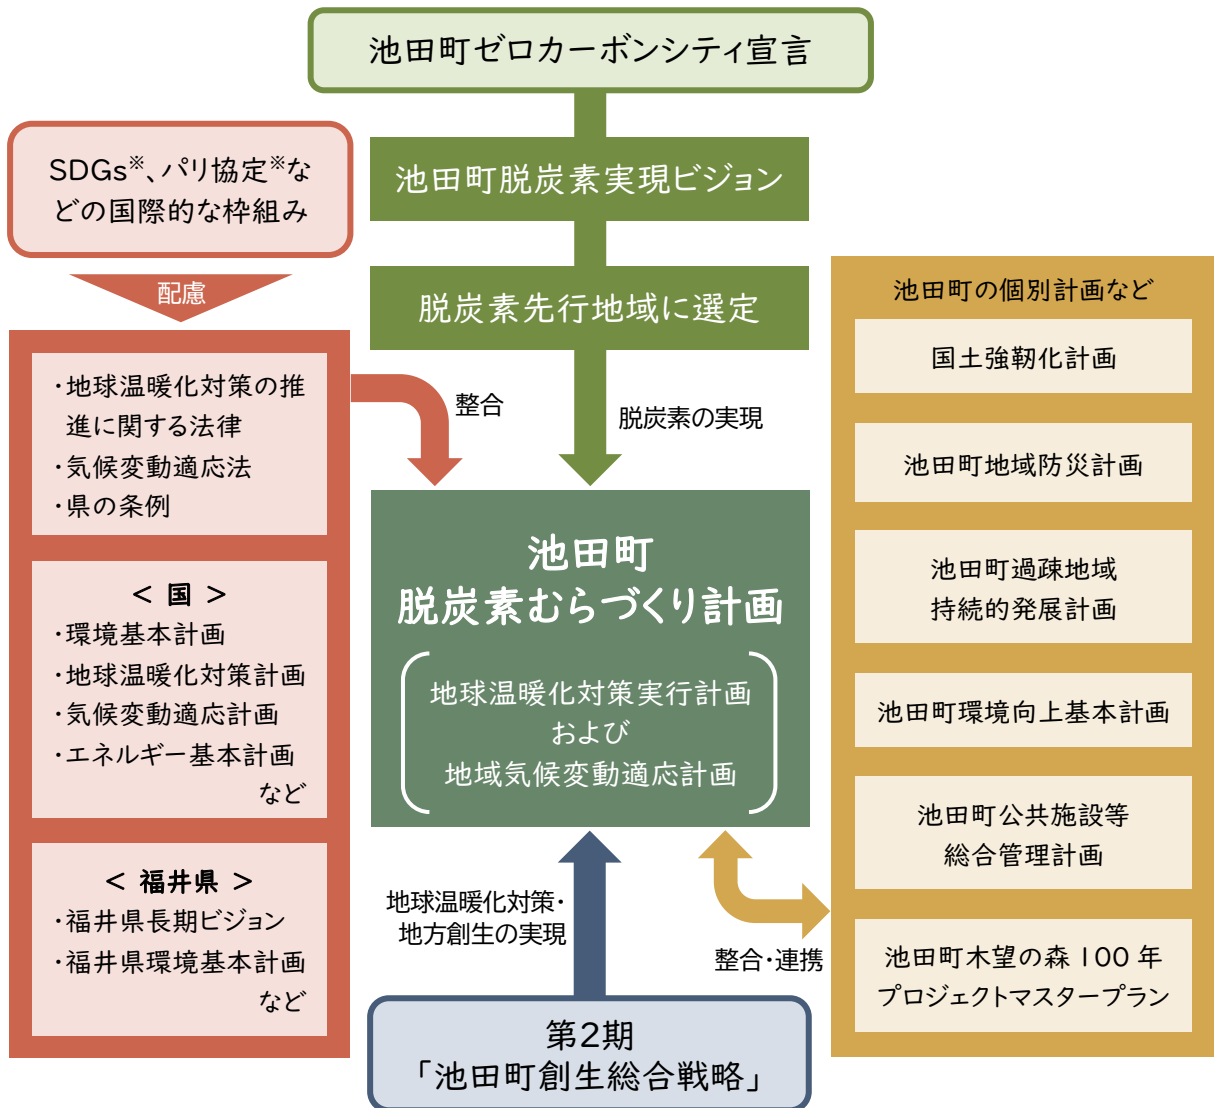 池田町ゼロカーボンシティ宣言
SDGs※、パリ協定※な
どの国際的な枠組み
配慮
・地球温暖化対策の推
進に関する法律
・気候変動適応法
・県の条例
< 国 >
・環境基本計画
・地球温暖化対策計画
・気候変動適応計画
・エネルギー基本計画
など
< 福井県 >
・福井県長期ビジョン
・福井県環境基本計画
など
池田町脱炭素実現ビジョン
脱炭素先行地域に選定
整合
脱炭素の実現
池田町
脱炭素むらづくり計画
地球温暖化対策実行計画
および
地域気候変動適応計画
地球温暖化対策・
地方創生の実現
整合・連携
第2期
「池田町創生総合戦略」
池田町の個別計画など
国土強靭化計画
池田町地域防災計画
池田町過疎地域
持続的発展計画
池田町環境向上基本計画
池田町公共施設等
総合管理計画
池田町木望の森100年
プロジェクトマスタープラン